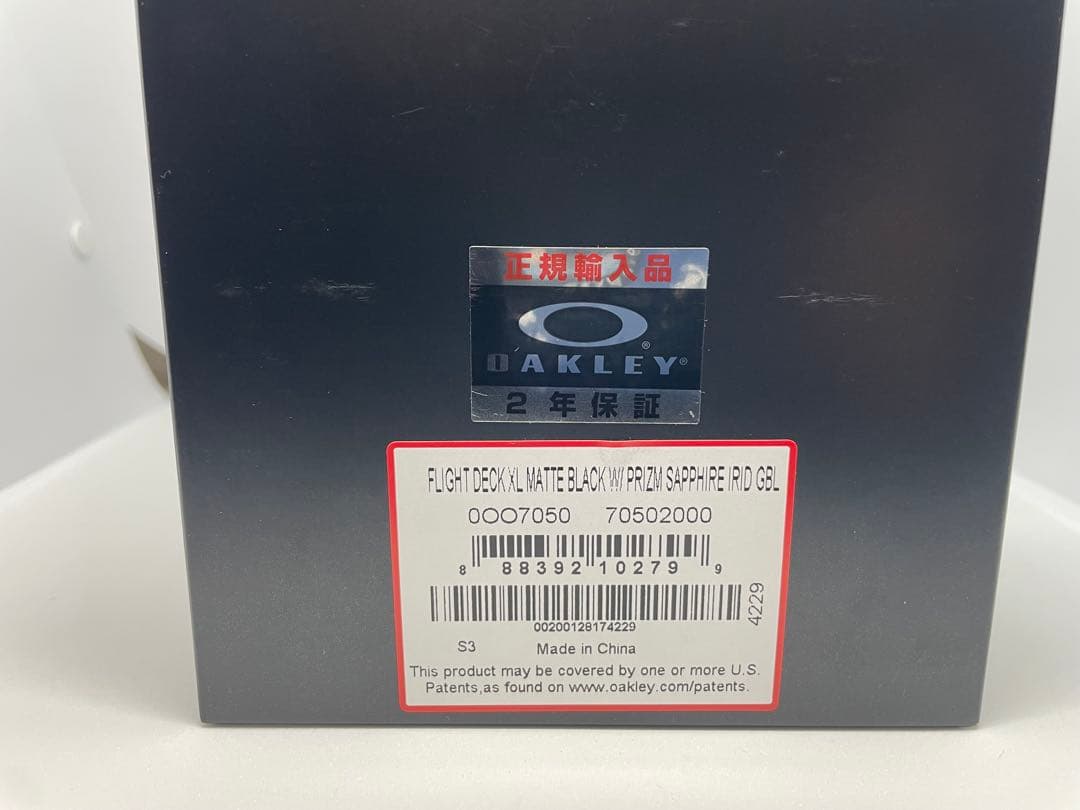 正規輸入品
®
OAKLEY®
2年保証
FLIGHT DECK XL MATTE BLACK W/ PRIZM SAPPHIRE IRID GBL
0OO7050 70502000
8 88392 10279 9
00200128174229
4229
S3 Made in China
This product may be covered by one or more U.S.
Patents,as found on www.oakley.com/patents.